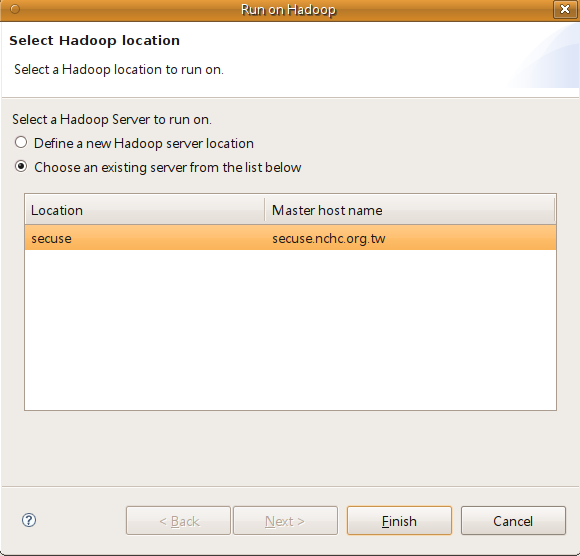 Run on Hadoop
Select Hadoop location
Select a Hadoop location to run on.
Select a Hadoop Server to run on.
Define a new Hadoop server location
Choose an existing server from the list below
Location Master host name
secuse secuse.nchc.org.tw
? < Back Next > Finish Cancel